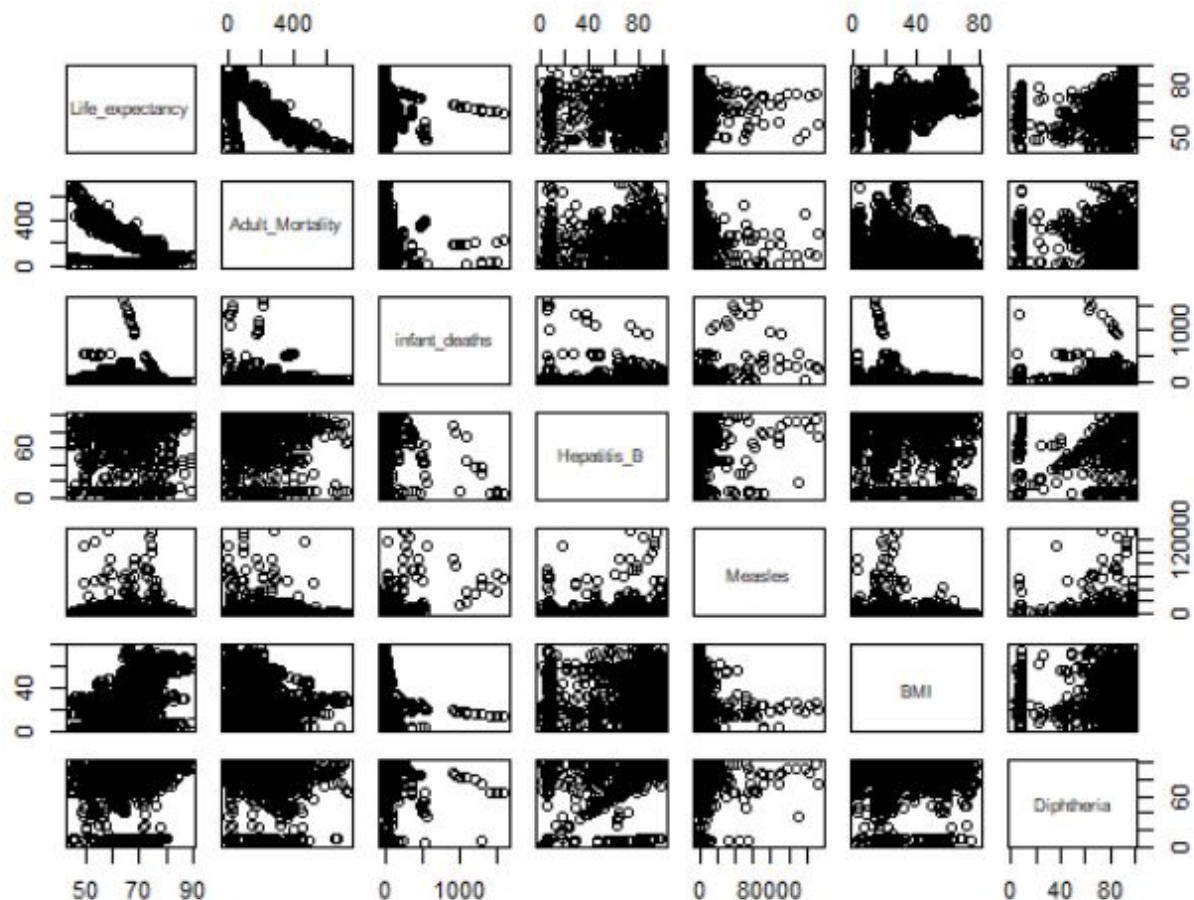 0 400
0 40 80
0 40 80
Life_expectancy
50 80
0 400
Adult_Mortality
infant_deaths
0 1000
0 60
Hepatitis_B
Measles
0 120000
0 40
BMI
Diphtheria
0 60
50 70 90
0 1000
0 80000
0 40 80